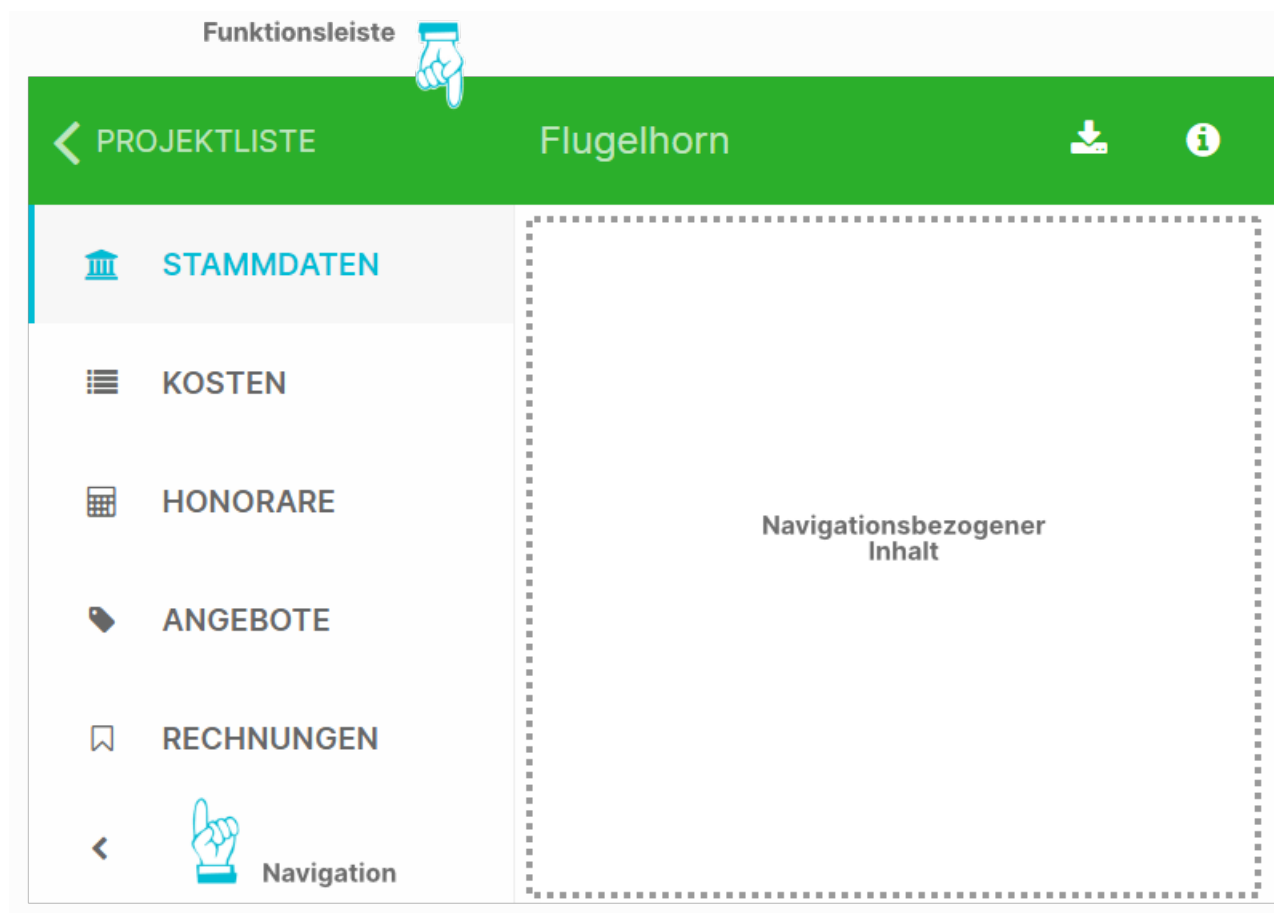 Funktionsleiste
PROJEKTLISTE
Flugelhorn
STAMMDATEN
KOSTEN
HONORARE
ANGEBOTE
RECHNUNGEN
Navigation
Navigationsbezogener
Inhalt